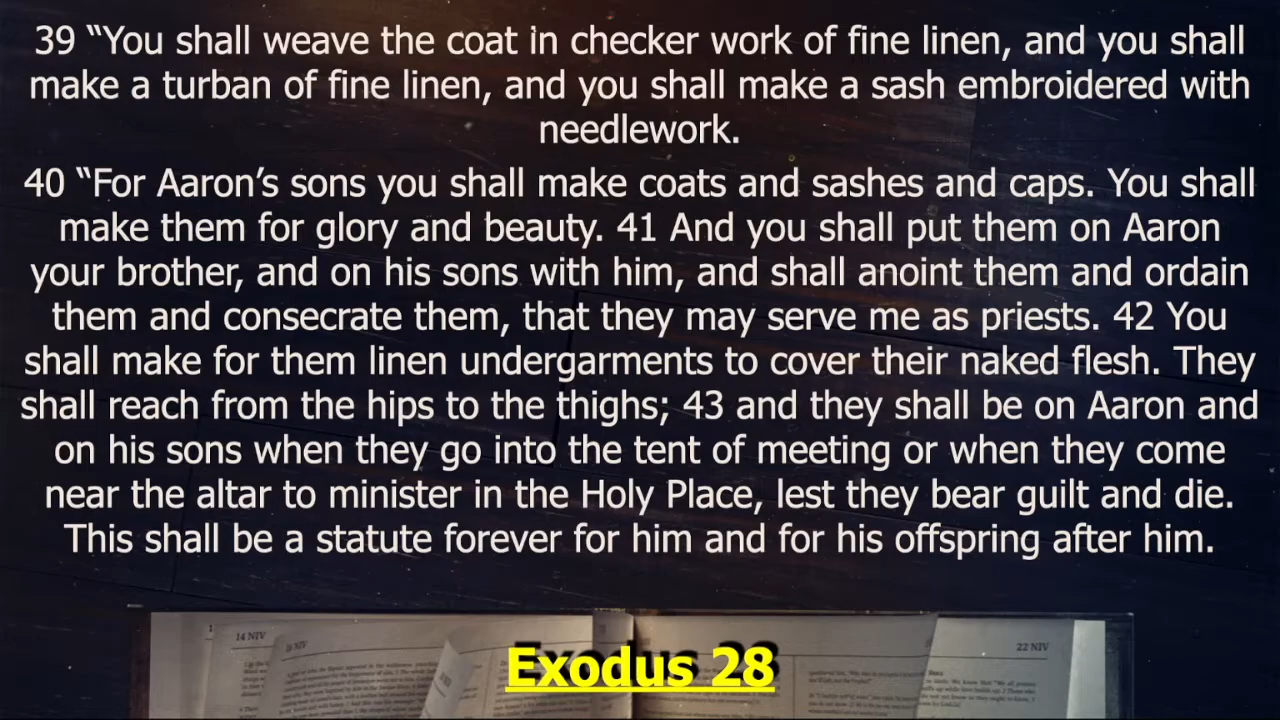 39 “You shall weave the coat in checker work of fine linen, and you shall
make a turban of fine linen, and you shall make a sash embroidered with
needlework.
40 “For Aaron’s sons you shall make coats and sashes and caps. You shall
make them for glory and beauty. 41 And you shall put them on Aaron
your brother, and on his sons with him, and shall anoint them and ordain
them and consecrate them, that they may serve me as priests. 42 You
shall make for them linen undergarments to cover their naked flesh. They
shall reach from the hips to the thighs; 43 and they shall be on Aaron and
on his sons when they go into the tent of meeting or when they come
near the altar to minister in the Holy Place, lest they bear guilt and die.
This shall be a statute forever for him and for his offspring after him.
14 NIV
22 NIV
Exodus 28